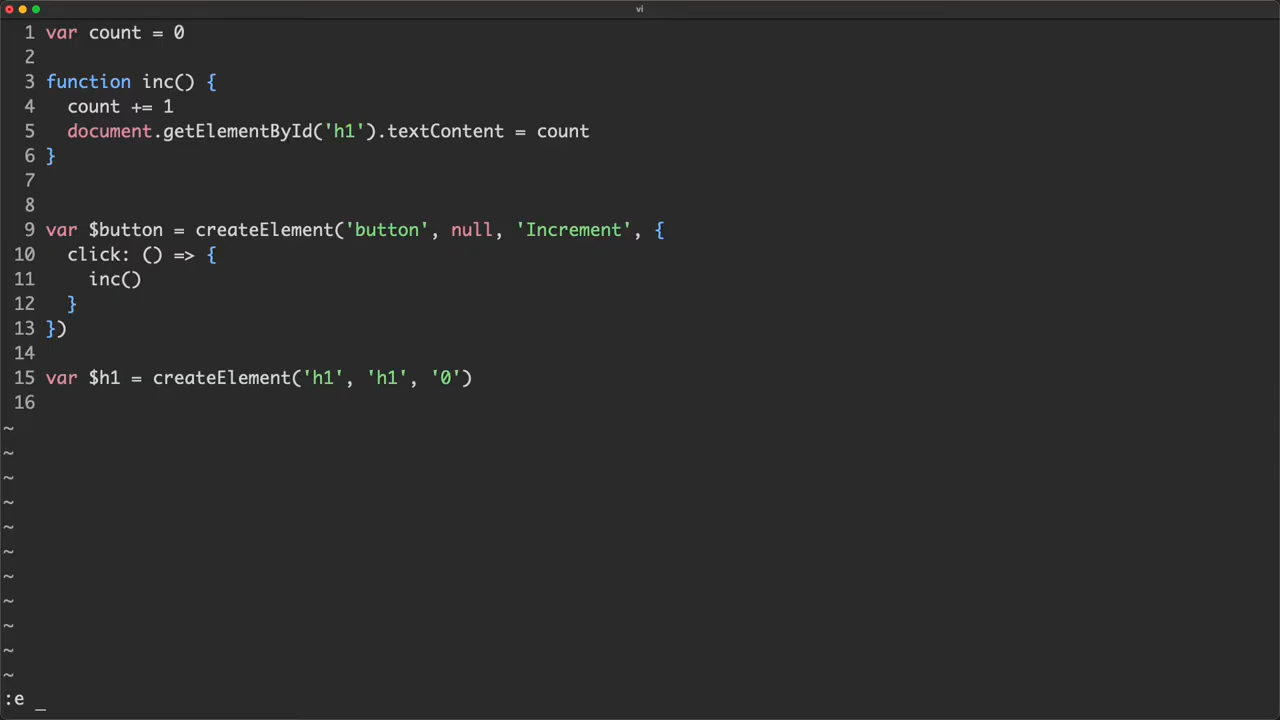 vi
1 var count = 0
2
3 function inc() {
4   count += 1
5   document.getElementById('h1').textContent = count
6 }
7
8
9 var $button = createElement('button', null, 'Increment', {
10   click: () => {
11     inc()
12   }
13 })
14
15 var $h1 = createElement('h1', 'h1', '0')
16
~
~
~
~
~
~
~
~
~
~
~
:e _